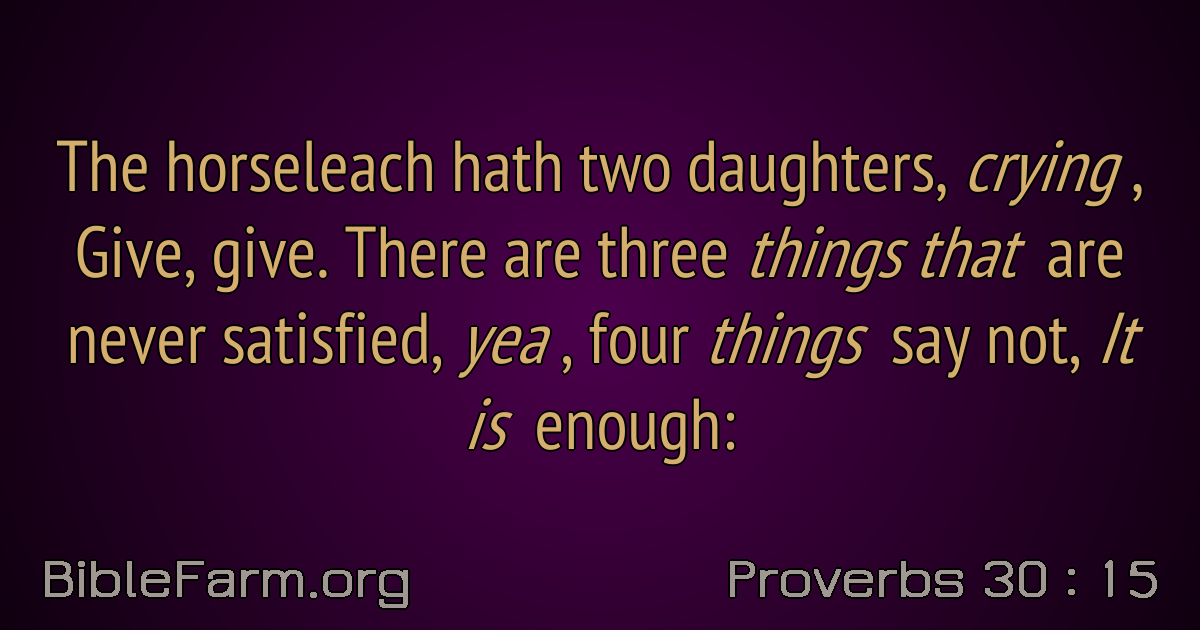 The horseleach hath two daughters, crying ,
Give, give. There are three things that are
never satisfied, yea , four things say not, It
is enough:
BibleFarm.org
Proverbs 30 : 15